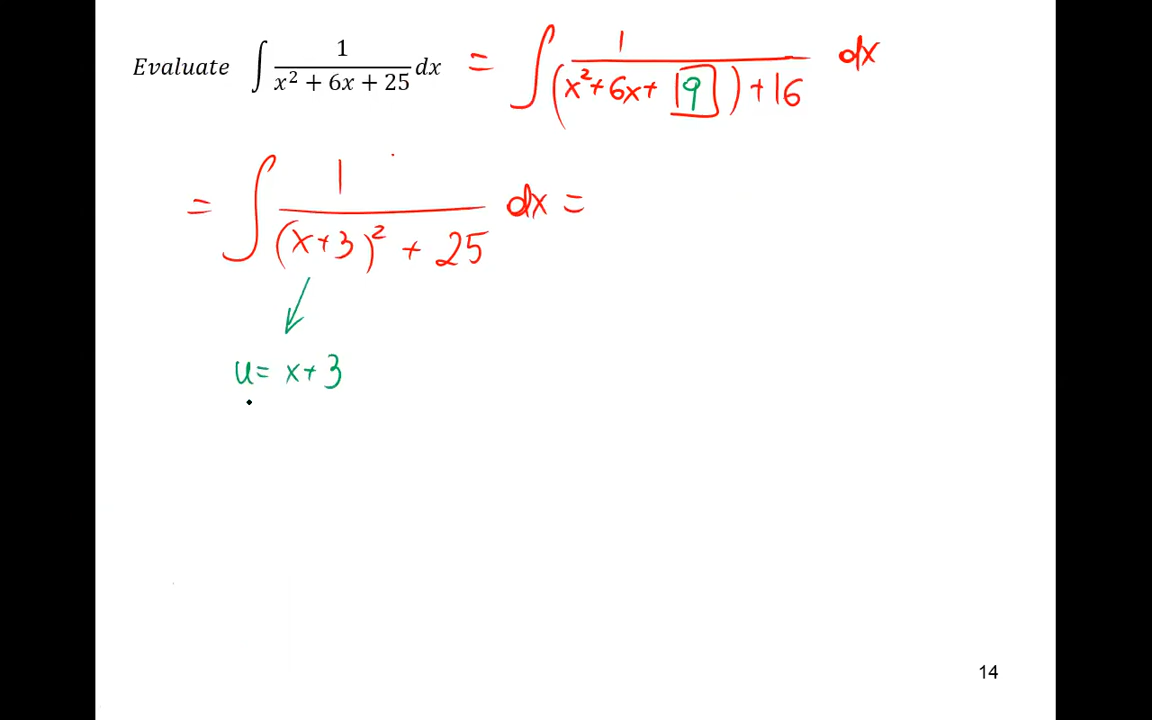 Evaluate ∫ 1/(x² + 6x + 25) dx = ∫ 1/((x²+6x+ 9) +16) dx
= ∫ 1/((x+3)² + 25) dx =
u= x+3
14